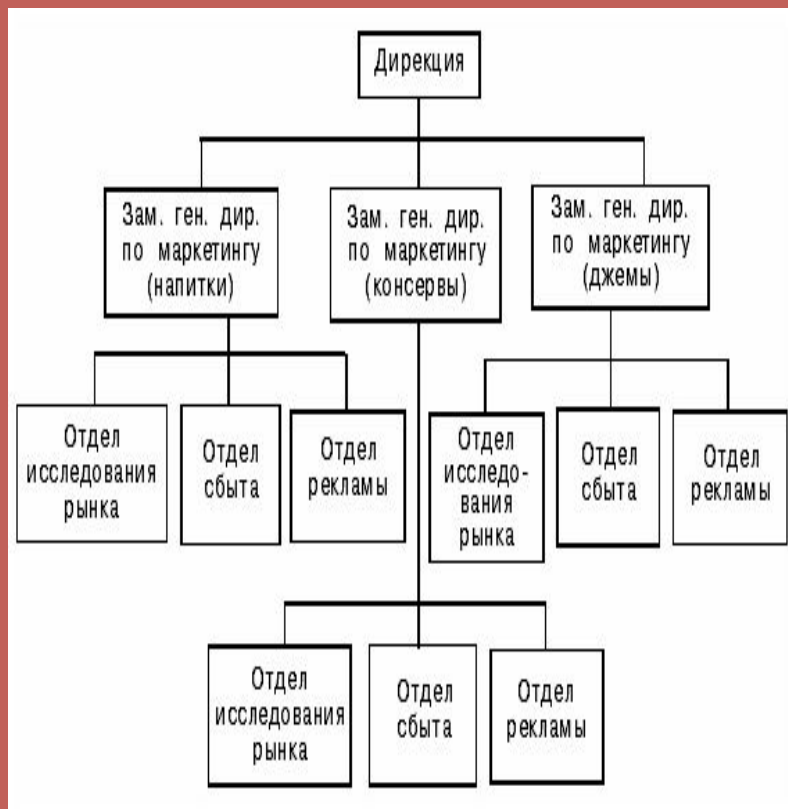 Дирекция
Зам. ген. дир.
по маркетингу
(напитки)
Зам. ген. дир.
по маркетингу
(консервы)
Зам. ген. дир.
по маркетингу
(джемы)
Отдел
исследования
рынка
Отдел
сбыта
Отдел
рекламы
Отдел
исследо-
вания
рынка
Отдел
сбыта
Отдел
рекламы
Отдел
исследования
рынка
Отдел
сбыта
Отдел
рекламы